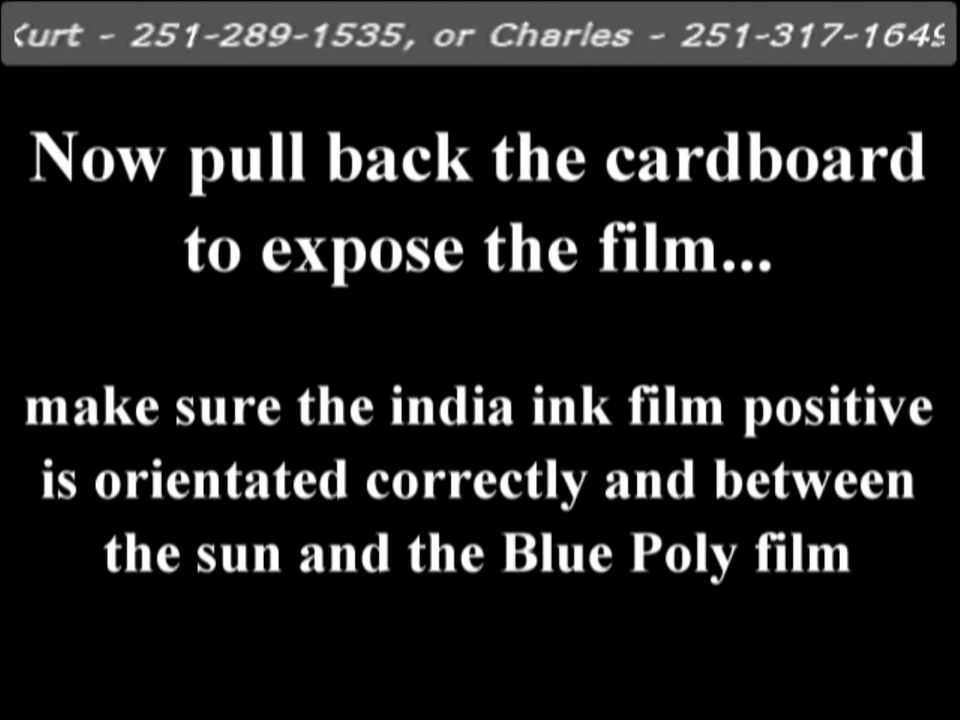 Kurt - 251-289-1535, or Charles - 251-317-1649
Now pull back the cardboard
to expose the film...
make sure the india ink film positive
is orientated correctly and between
the sun and the Blue Poly film